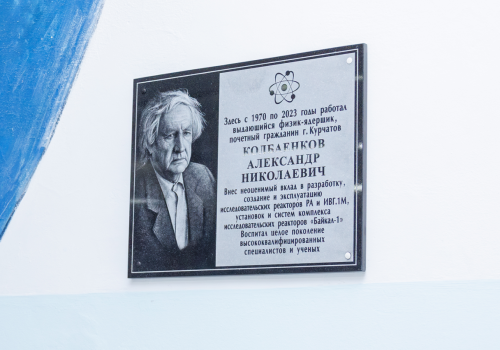 Здесь с 1970 по 2023 годы работал
выдающийся физик-ядерщик,
почетный гражданин г.Курчатов
КОЛБАЕНКОВ
АЛЕКСАНДР
НИКОЛАЕВИЧ
Внес неоценимый вклад в разработку,
создание и эксплуатацию
исследовательских реакторов РА и ИВГ.1М,
установок и систем комплекса
исследовательских реакторов «Байкал-1»
Воспитал целое поколение
высококвалифицированных
специалистов и ученых